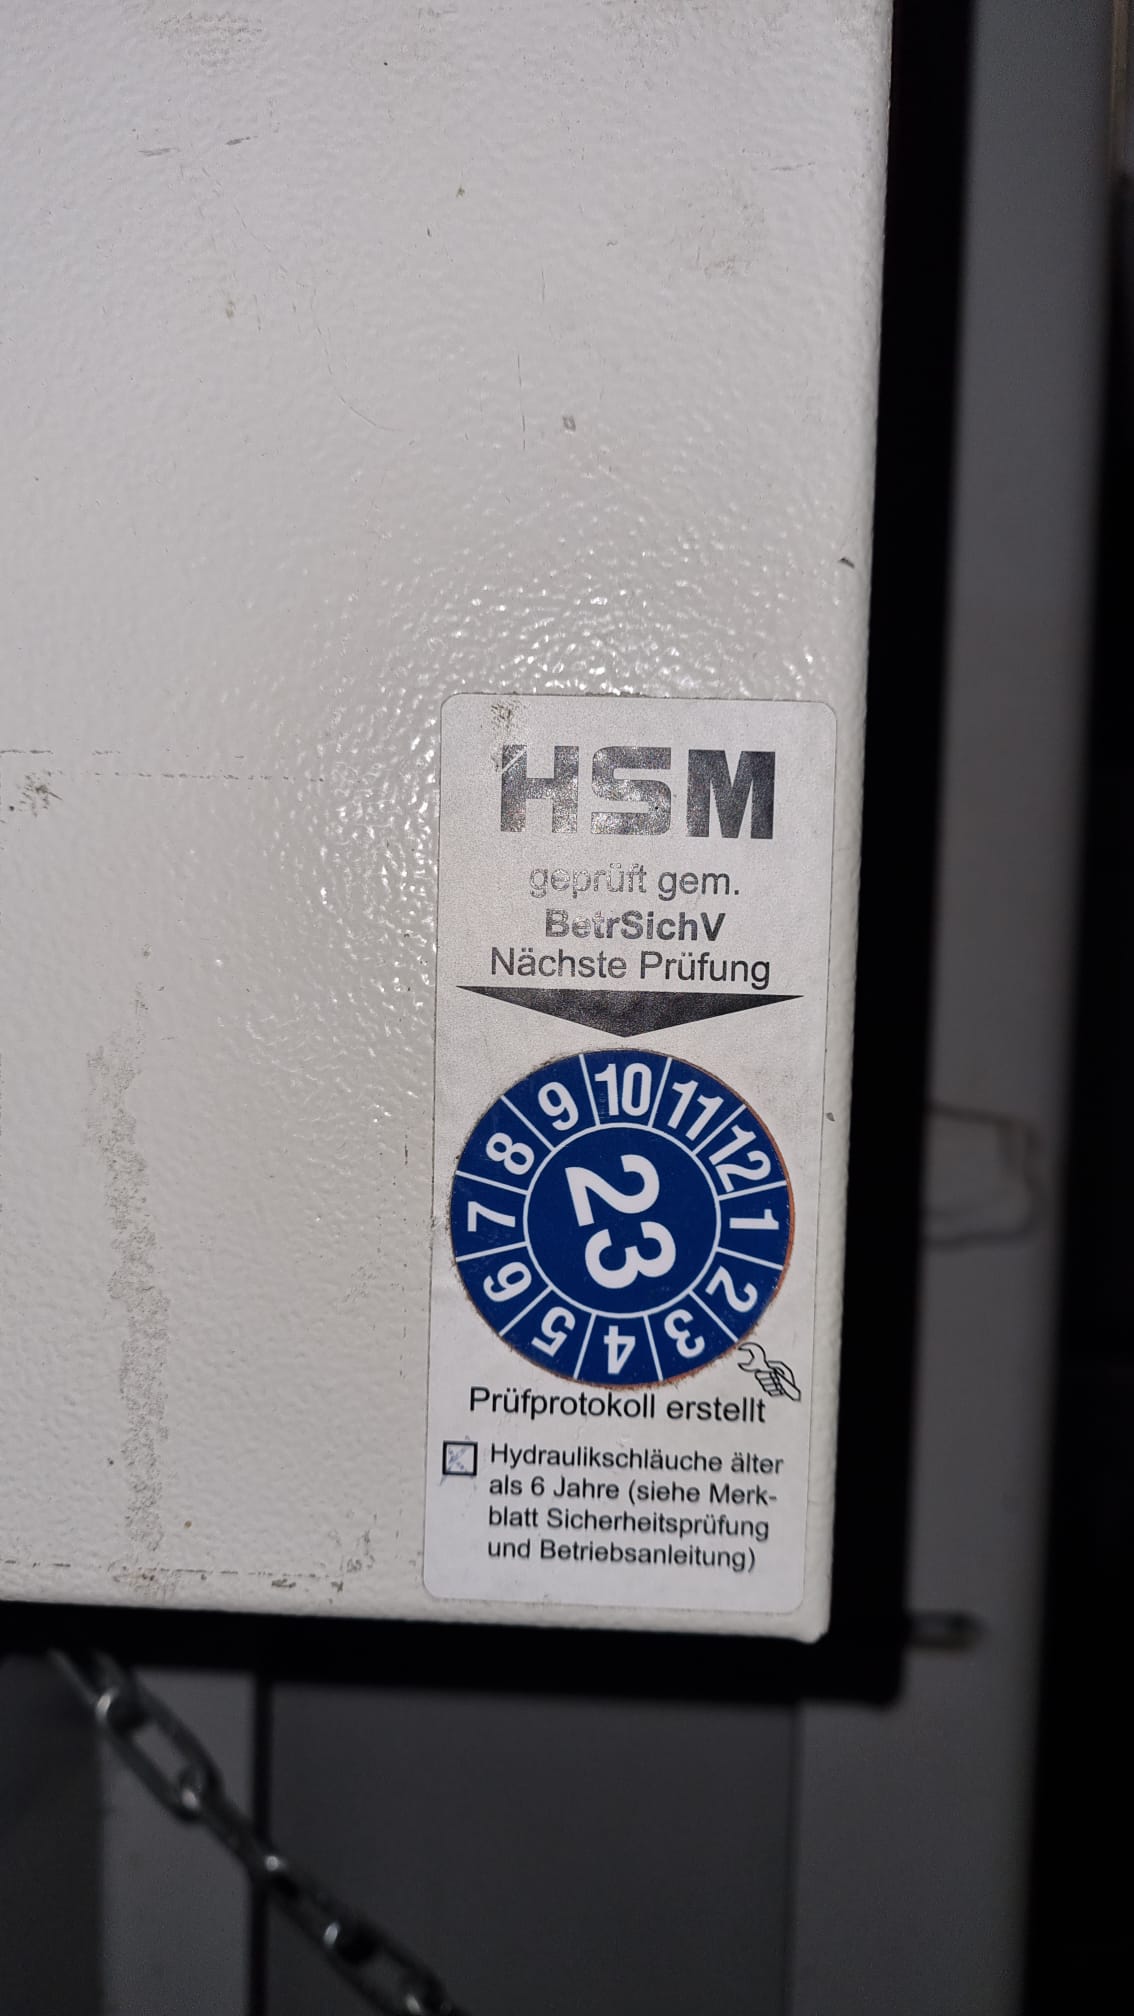 HSM
geprüft gem.
BetrSichV
Nächste Prüfung
10
11
12
1
2
3
4
5
6
7
8
9
23
Prüfprotokoll erstellt
Hydraulikschläuche älter
als 6 Jahre (siehe Merk-
blatt Sicherheitsprüfung
und Betriebsanleitung)